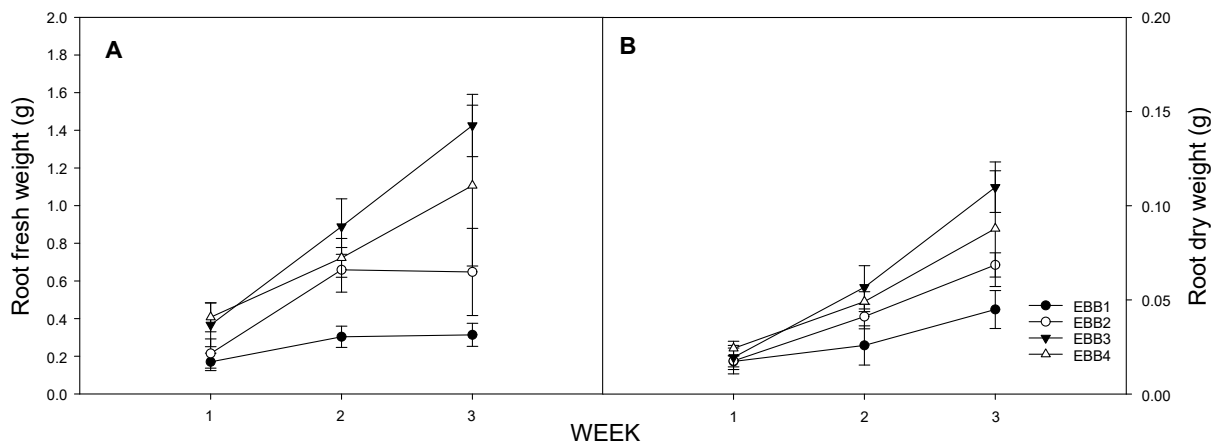 A
B
Root fresh weight (g)
2.0
1.8
1.6
1.4
1.2
1.0
0.8
0.6
0.4
0.2
0.0
0.20
0.15
0.10
0.05
0.00
Root dry weight (g)
EBB1
EBB2
EBB3
EBB4
1 2 3 1 2 3
WEEK